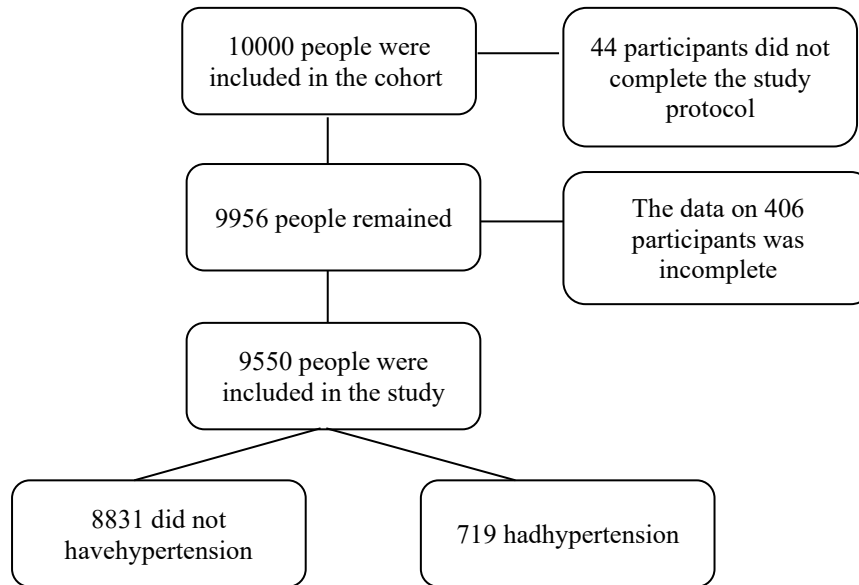 10000 people were
included in the cohort
44 participants did not
complete the study
protocol
9956 people remained
The data on 406
participants was
incomplete
9550 people were
included in the study
8831 did not
havehypertension
719 hadhypertension